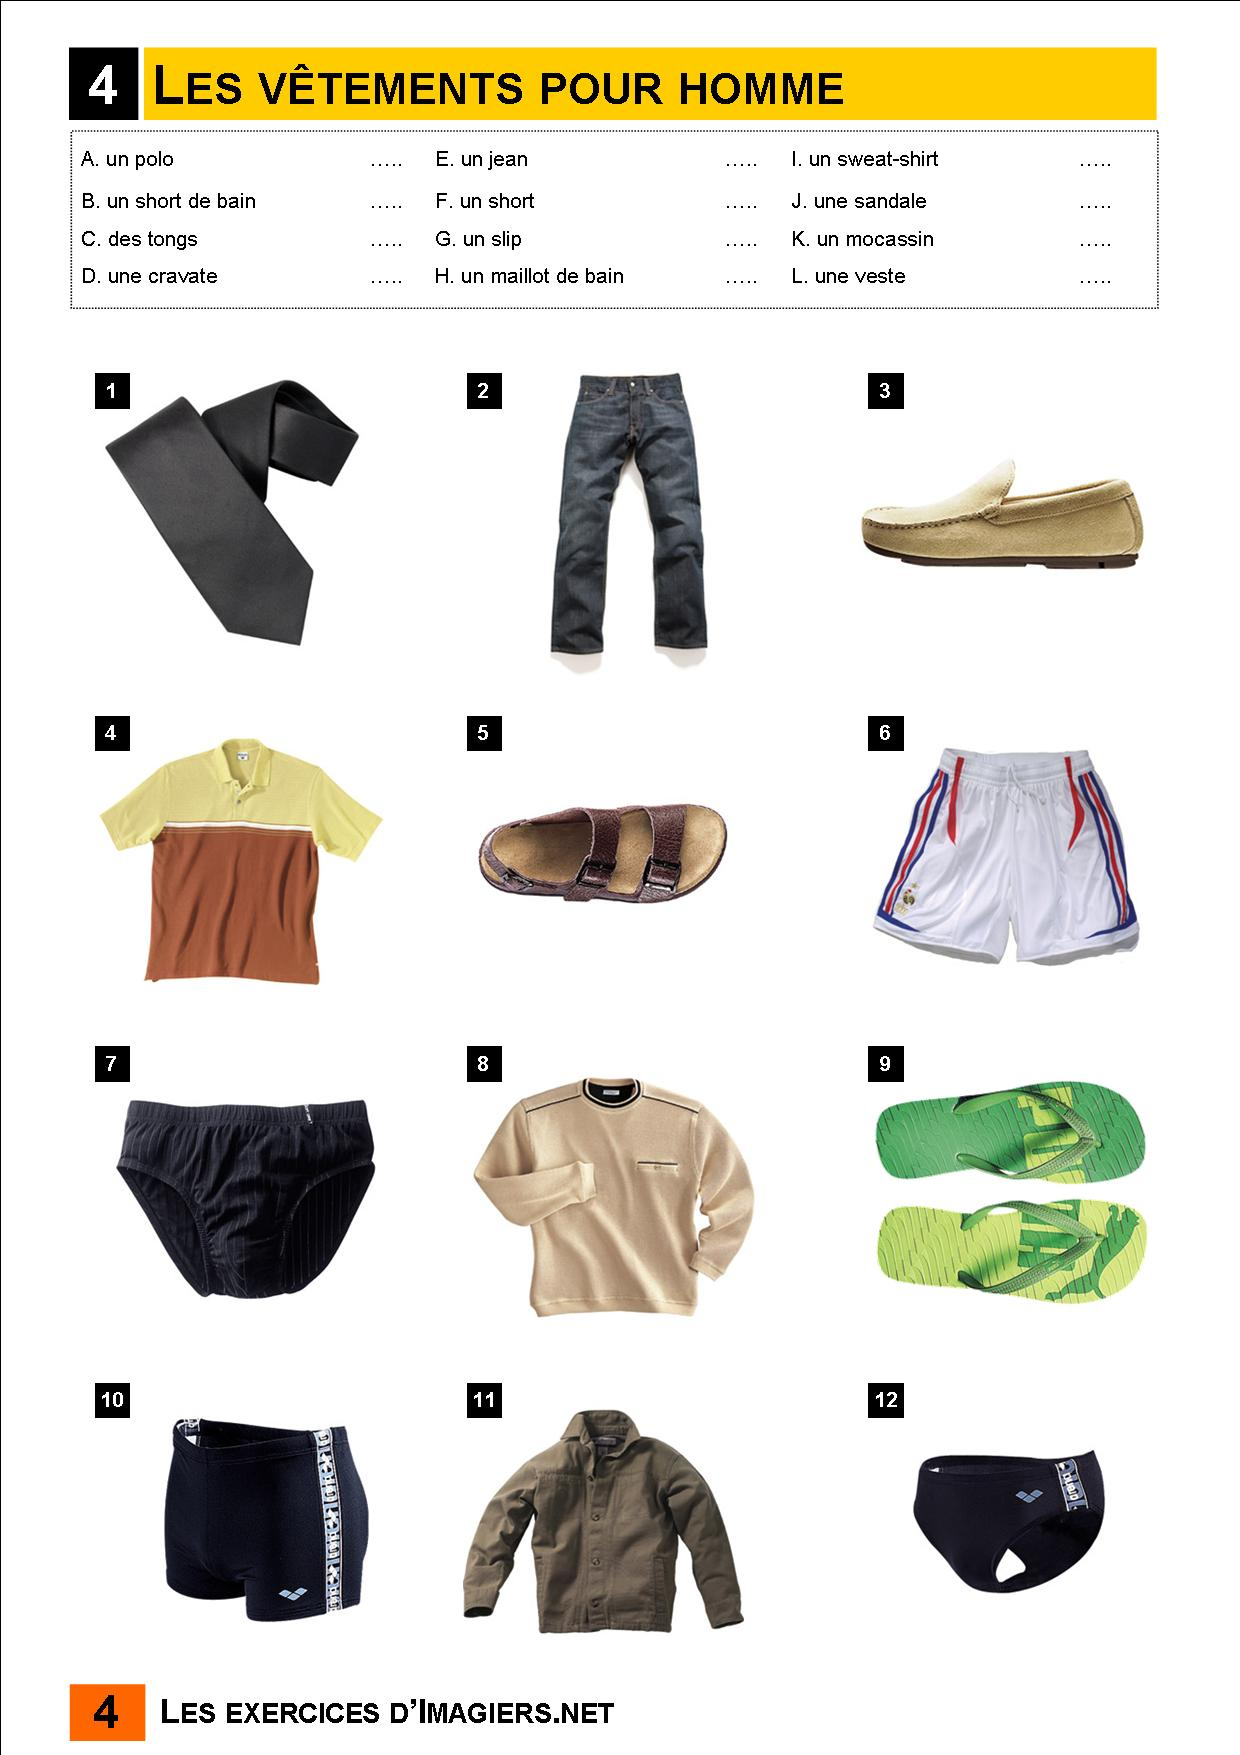 4 LES VÊTEMENTS POUR HOMME
A. un polo ..... E. un jean ..... I. un sweat-shirt .....
B. un short de bain ..... F. un short ..... J. une sandale .....
C. des tongs ..... G. un slip ..... K. un mocassin .....
D. une cravate ..... H. un maillot de bain ..... L. une veste .....
1 2 3
4 5 6
7 8 9
10 11 12
arena
4 LES EXERCICES D'IMAGIERS.NET